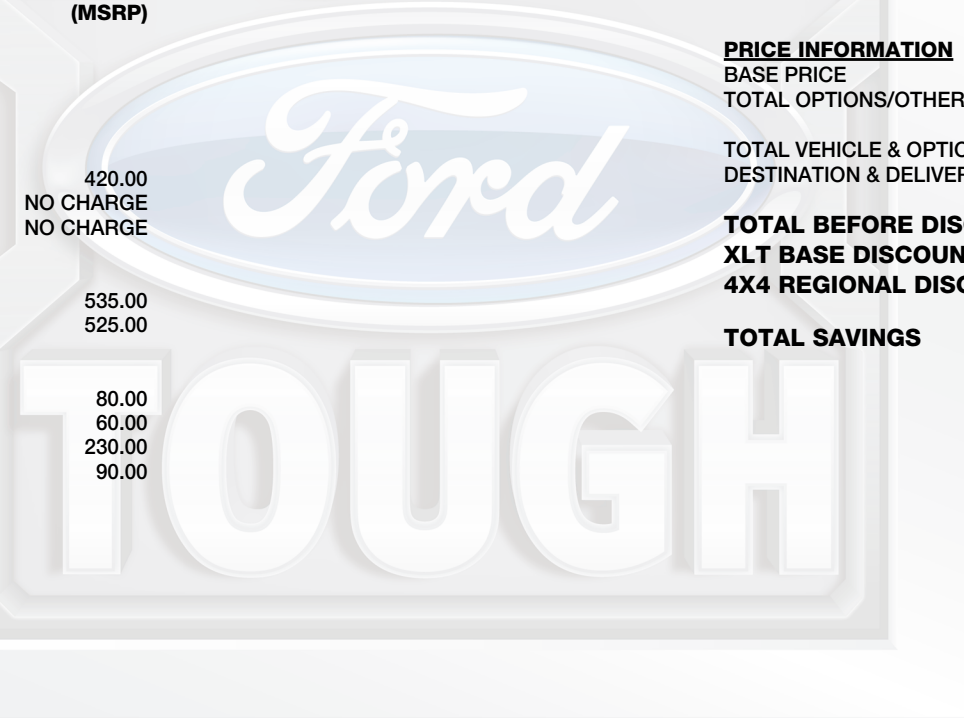 (MSRP)
420.00
NO CHARGE
NO CHARGE
535.00
525.00
80.00
60.00
230.00
90.00
PRICE INFORMATION
BASE PRICE
TOTAL OPTIONS/OTHER
TOTAL VEHICLE & OPTIO
DESTINATION & DELIVER
TOTAL BEFORE DISC
XLT BASE DISCOUN
4X4 REGIONAL DISC
TOTAL SAVINGS
Ford
TOUGH